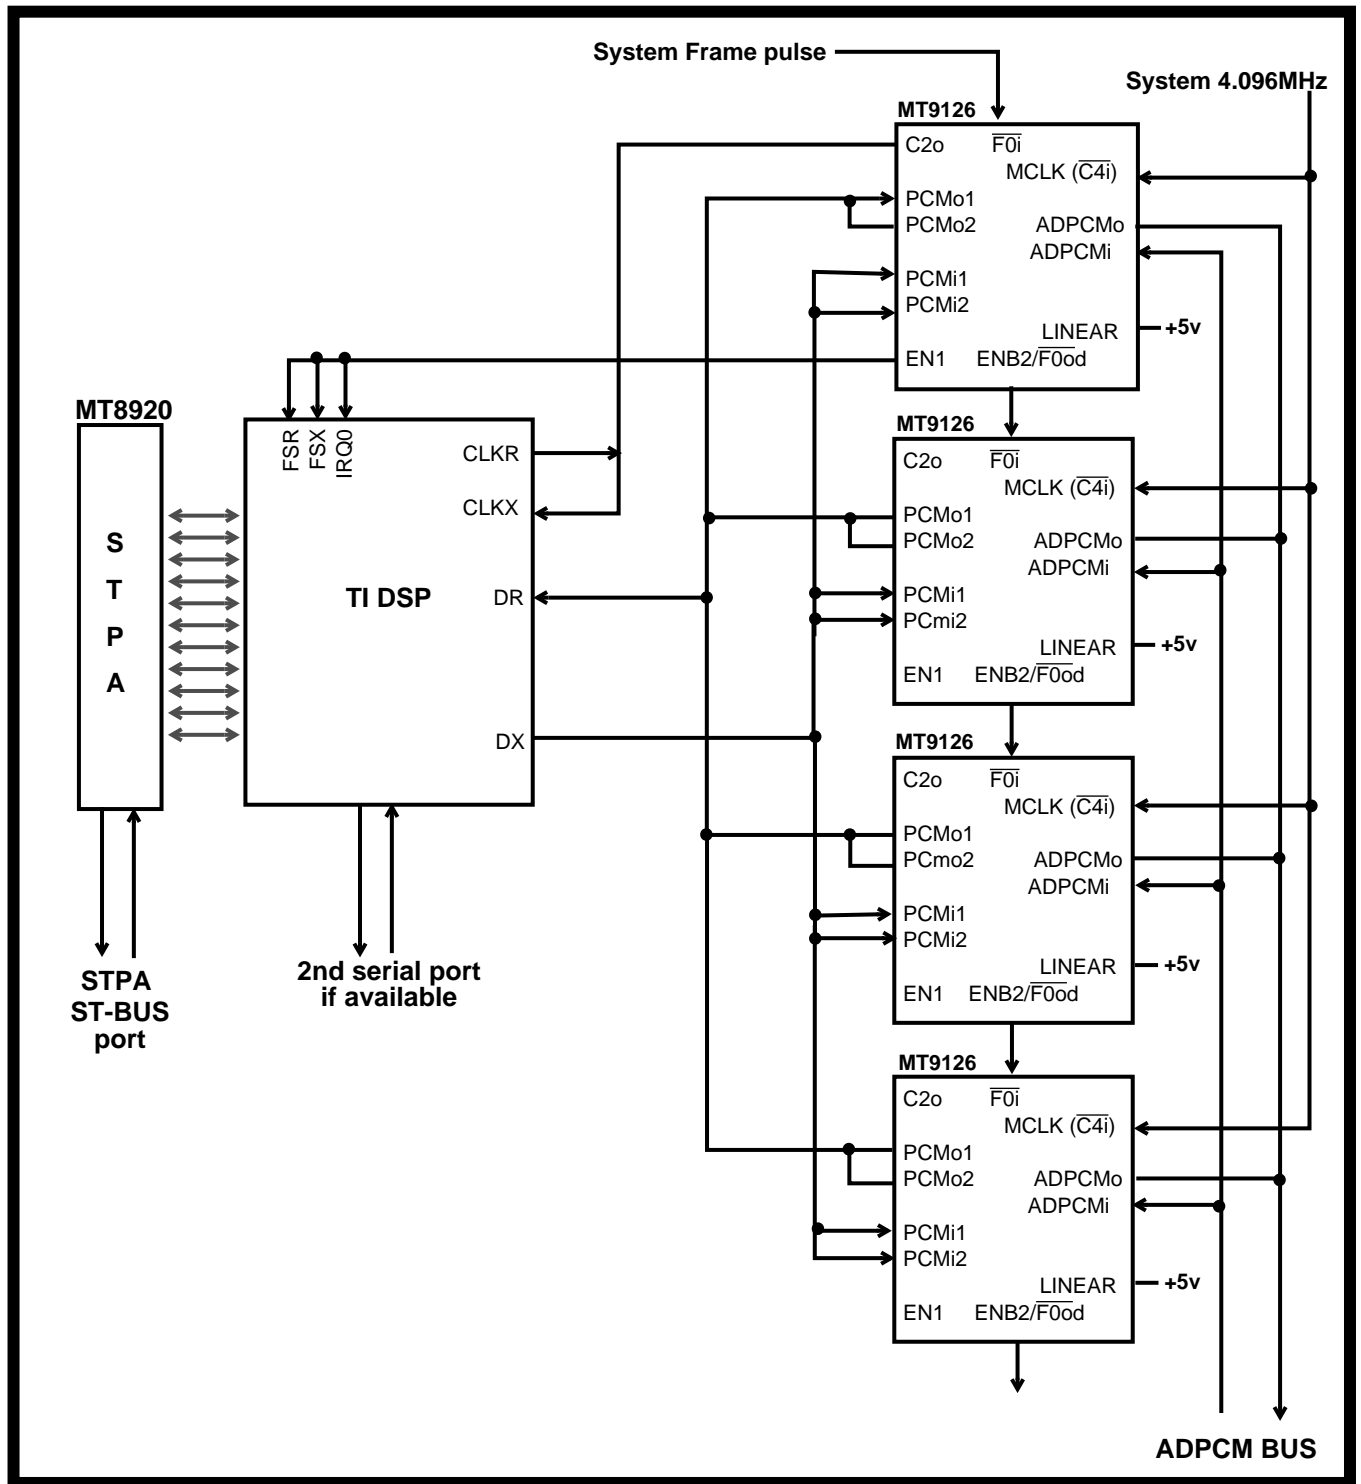 System Frame pulse
System 4.096MHz
MT9126
C2o F0i
MCLK (C4i)
PCMo1
PCMo2
ADPCMo
ADPCMi
PCMi1
PCMi2
LINEAR
+5v
EN1 ENB2/F0od
MT8920
S
T
P
A
FSR
FSX
IRQ0
CLKR
CLKX
TI DSP
DR
DX
MT9126
C2o F0i
MCLK (C4i)
PCMo1
PCMo2
ADPCMo
ADPCMi
PCMi1
PCmi2
LINEAR
+5v
EN1 ENB2/F0od
MT9126
C2o F0i
MCLK (C4i)
PCMo1
PCmo2
ADPCMo
ADPCMi
PCMi1
PCMi2
LINEAR
+5v
EN1 ENB2/F0od
STPA
ST-BUS
port
2nd serial port
if available
MT9126
C2o F0i
MCLK (C4i)
PCMo1
PCMo2
ADPCMo
ADPCMi
PCMi1
PCMi2
LINEAR
+5v
EN1 ENB2/F0od
ADPCM BUS